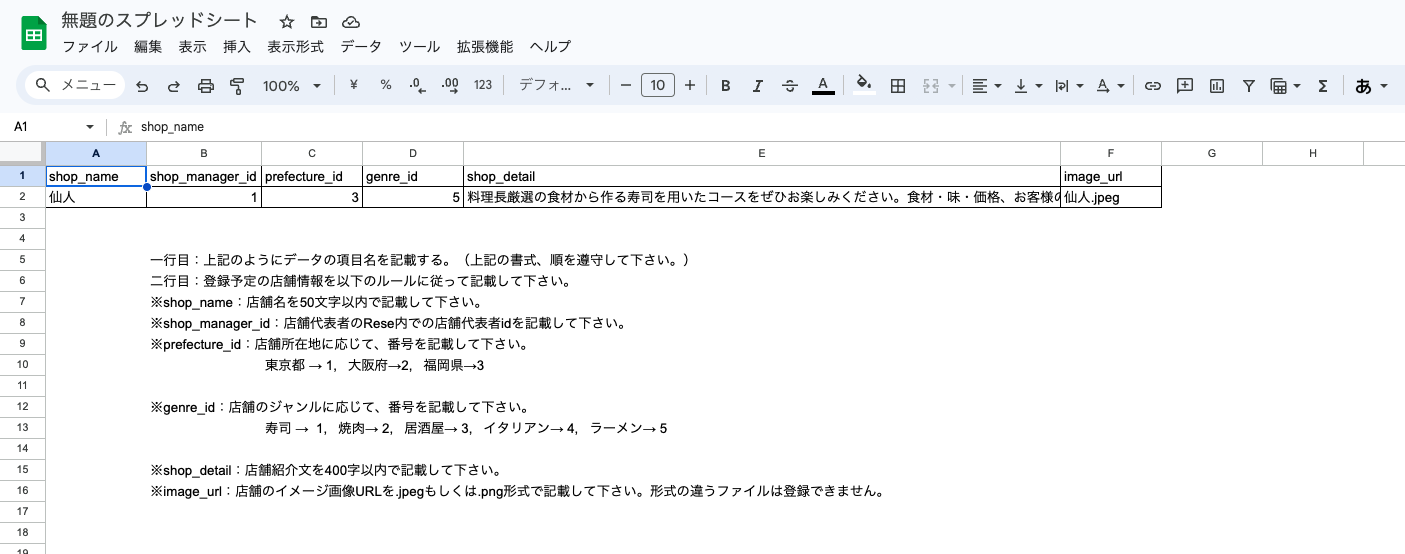 無題のスプレッドシート
ファイル 編集 表示 挿入 表示形式 データ ツール 拡張機能 ヘルプ
メニュー 100% ¥ % .0 .00 123 デフォ... 10 B I A A Σ あ
A1 fx shop_name
A B C D E F G H
1 shop_name shop_manager_id prefecture_id genre_id shop_detail image_url
2 仙人 1 3 5 料理長厳選の食材から作る寿司を用いたコースをぜひお楽しみください。食材・味・価格、お客様の 仙人.jpeg
3
4
5 一行目：上記のようにデータの項目名を記載する。（上記の書式、順を遵守して下さい。）
6 二行目：登録予定の店舗情報を以下のルールに従って記載して下さい。
7 ※shop_name：店舗名を50文字以内で記載して下さい。
8 ※shop_manager_id：店舗代表者のRese内での店舗代表者idを記載して下さい。
9 ※prefecture_id：店舗所在地に応じて、番号を記載して下さい。
10 東京都 → 1, 大阪府→2, 福岡県→3
11
12 ※genre_id：店舗のジャンルに応じて、番号を記載して下さい。
13 寿司 → 1, 焼肉→ 2, 居酒屋→ 3, イタリアン→ 4, ラーメン→ 5
14
15 ※shop_detail：店舗紹介文を400字以内で記載して下さい。
16 ※image_url：店舗のイメージ画像URLを.jpegもしくは.png形式で記載して下さい。形式の違うファイルは登録できません。
17
18
19